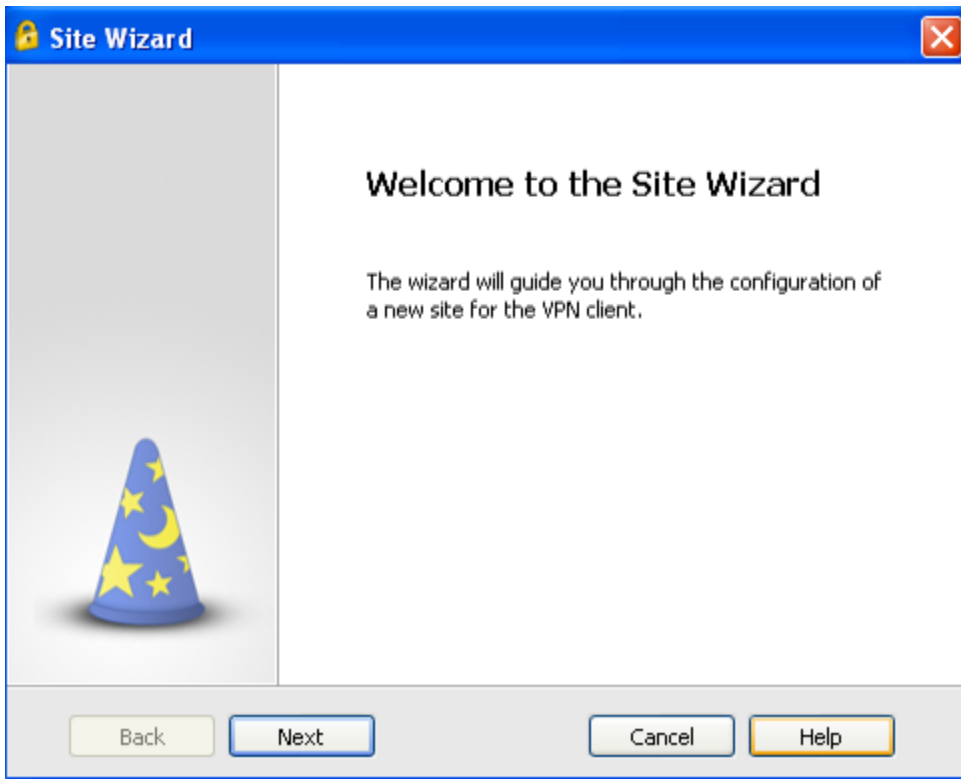 Site Wizard
Welcome to the Site Wizard
The wizard will guide you through the configuration of
a new site for the VPN client.
Back
Next
Cancel
Help